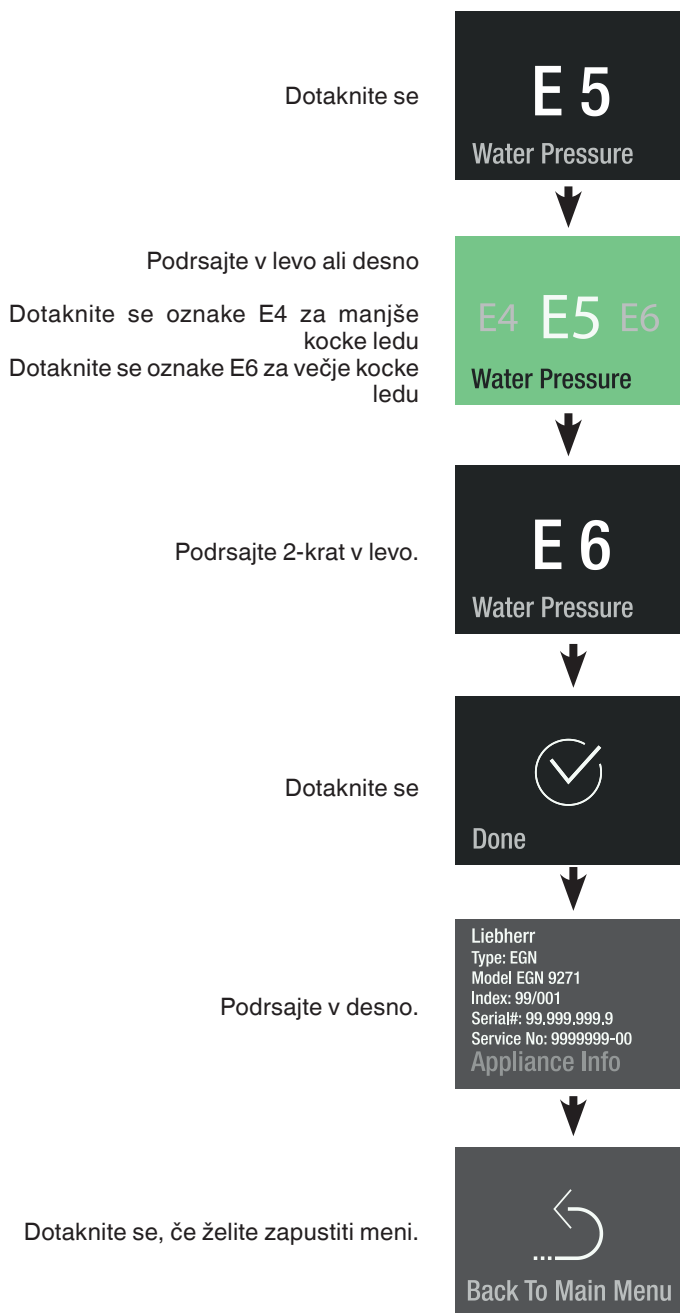 Dotaknite se
E 5
Water Pressure
Podrsajte v levo ali desno
Dotaknite se oznake E4 za manjše
kocke ledu
Dotaknite se oznake E6 za večje kocke
ledu
E4 E5 E6
Water Pressure
Podrsajte 2-krat v levo.
E 6
Water Pressure
Dotaknite se
Done
Podrsajte v desno.
Liebherr
Type: EGN
Model EGN 9271
Index: 99/001
Serial#: 99.999.999.9
Service No: 9999999-00
Appliance Info
Dotaknite se, če želite zapustiti meni.
Back To Main Menu